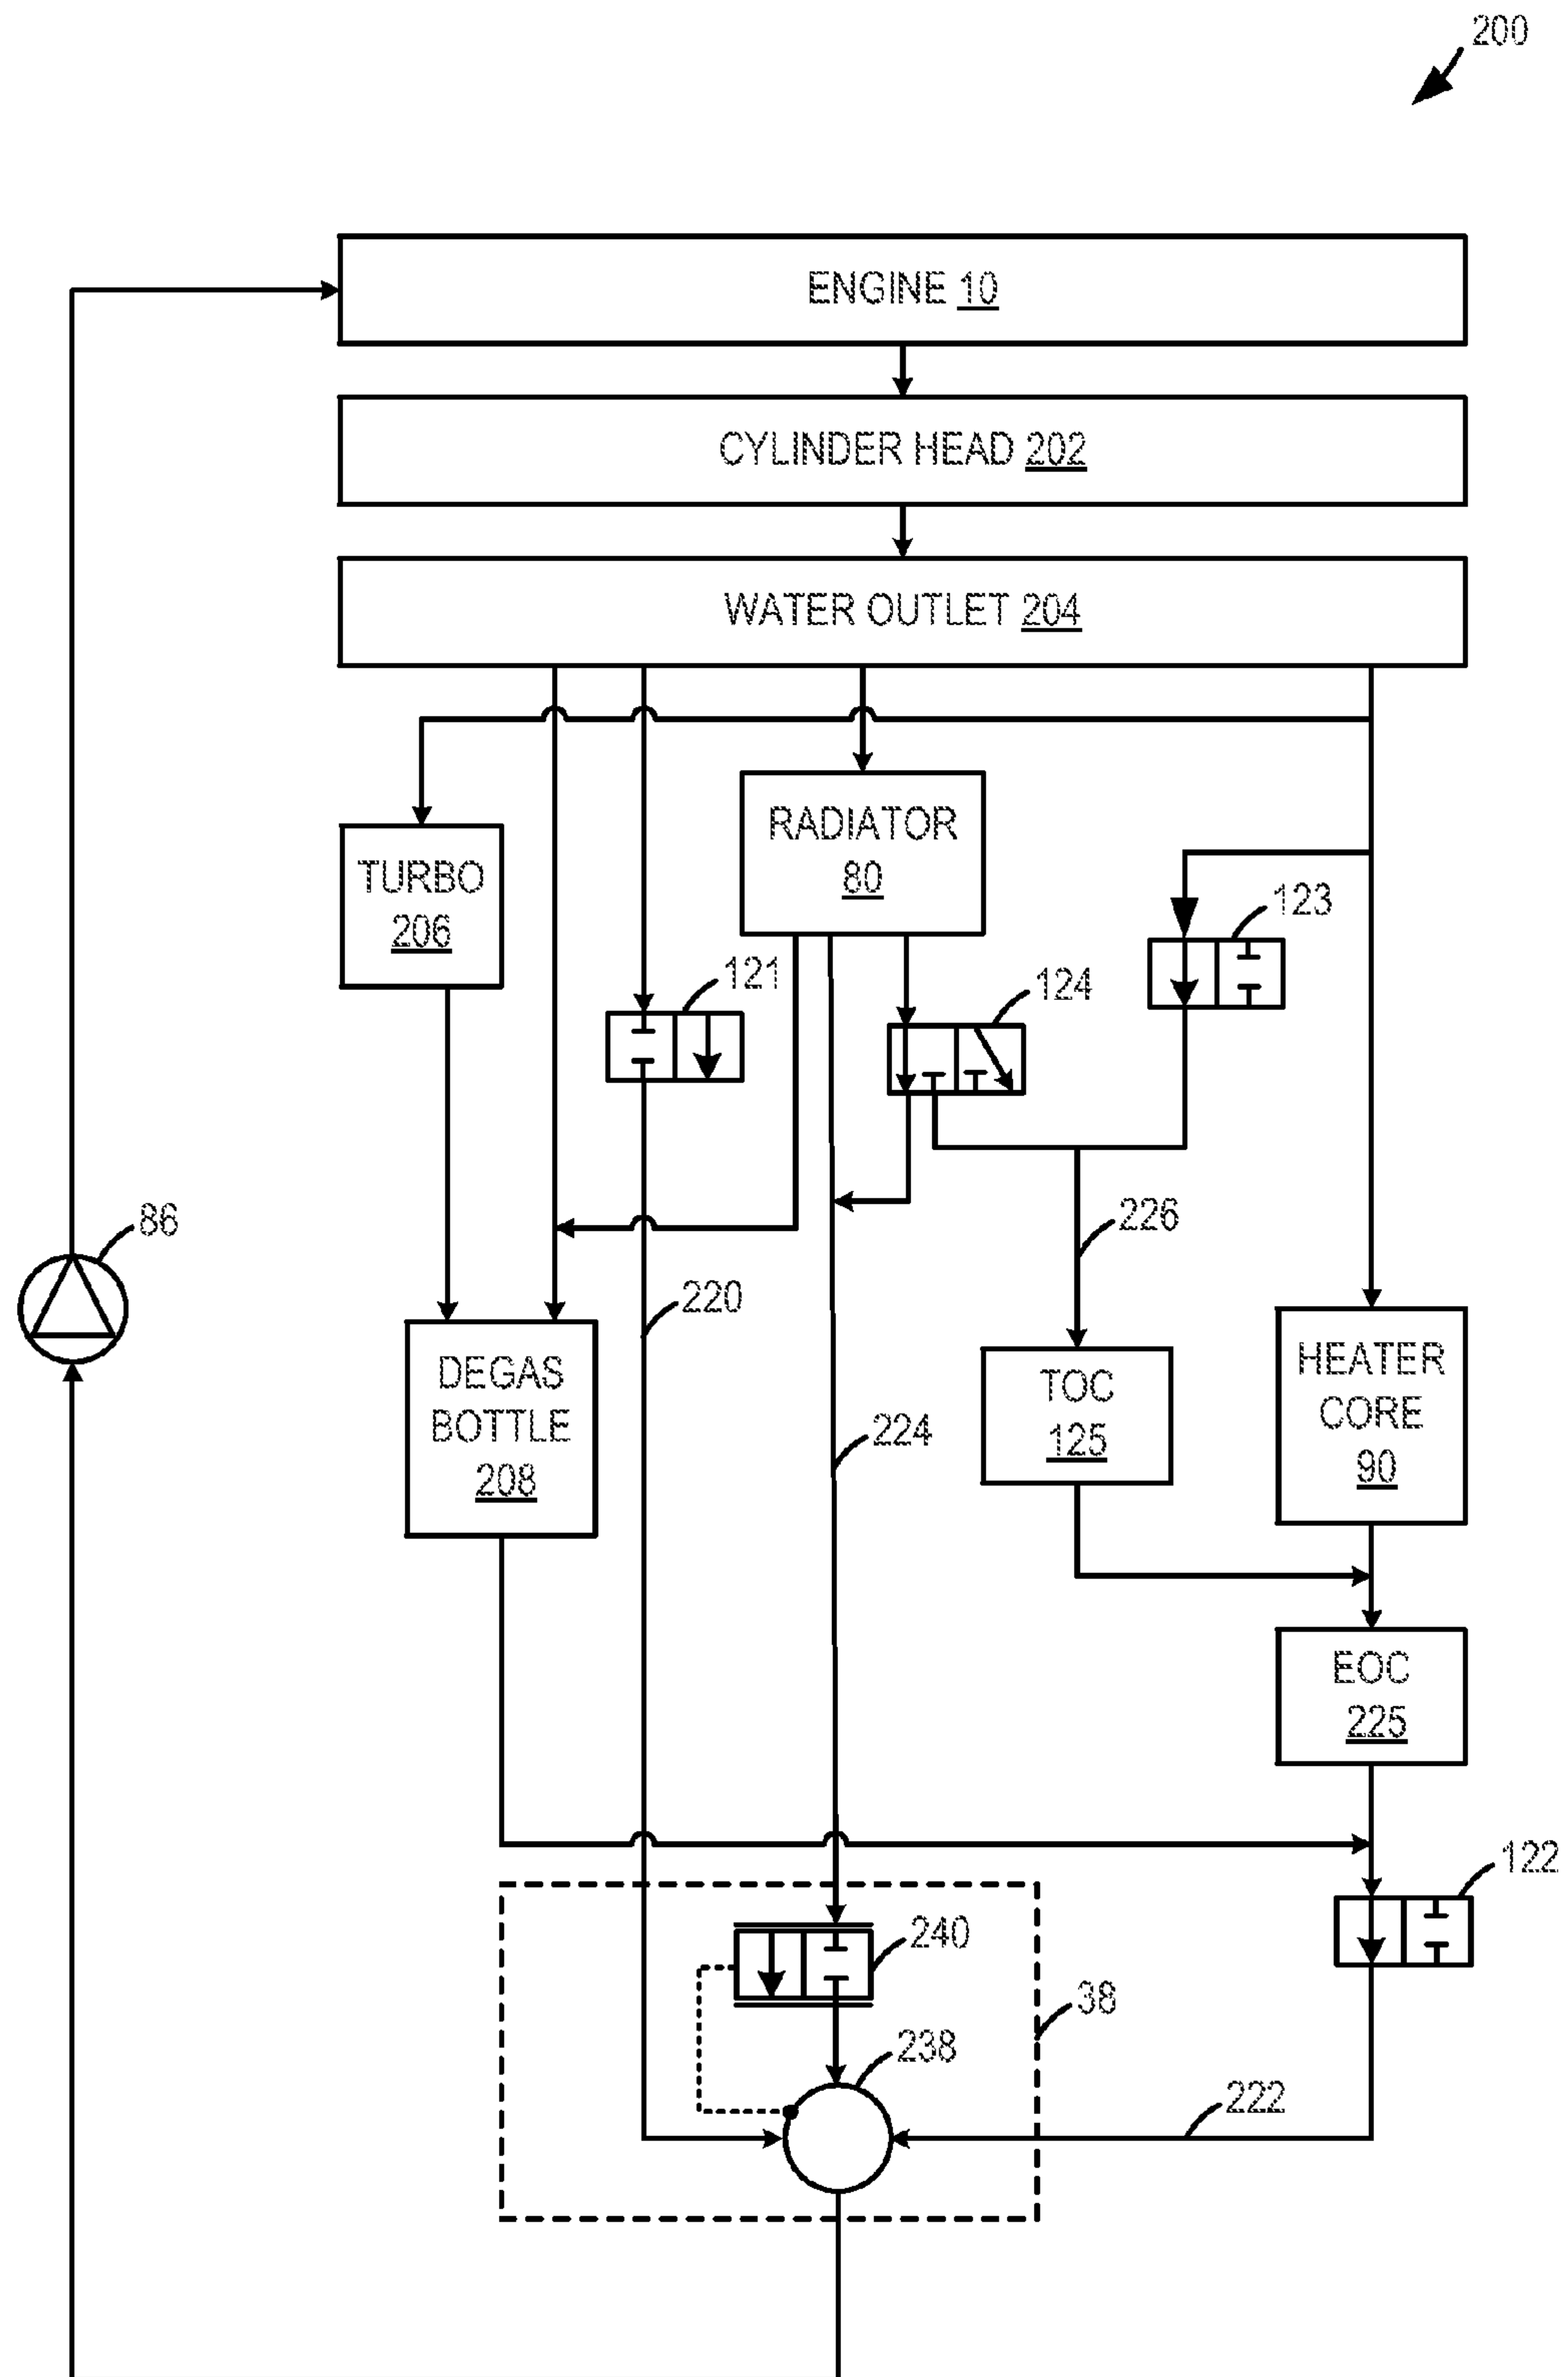 200
ENGINE 10
CYLINDER HEAD 202
WATER OUTLET 204
RADIATOR
80
TURBO
206
123
121
124
86
226
220
DEGAS
BOTTLE
208
TOC
125
HEATER
CORE
90
224
EOC
225
122
240
38
238
222